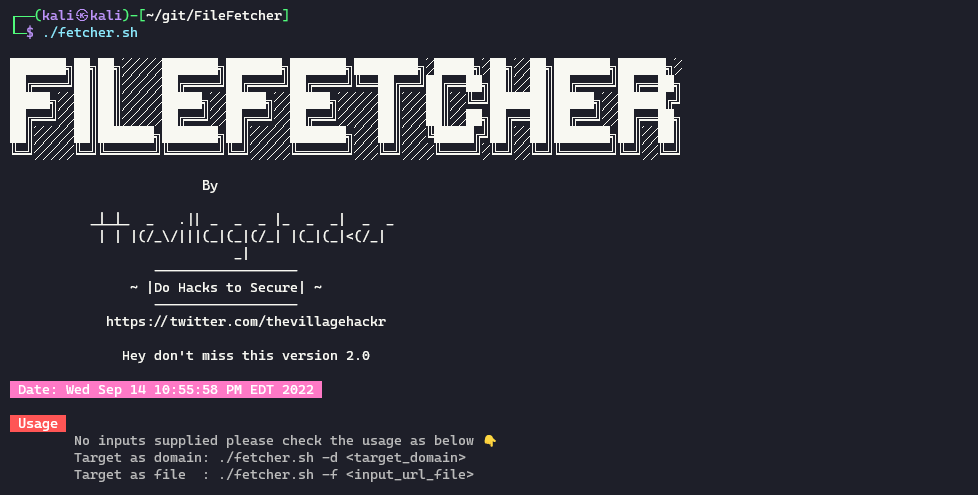 ┌──(kali㉿kali)-[~/git/FileFetcher]
└─$ ./fetcher.sh
FILEFETCHER
By
thevillagehackr
~ |Do Hacks to Secure| ~
https://twitter.com/thevillagehackr
Hey don't miss this version 2.0
Date: Wed Sep 14 10:55:58 PM EDT 2022
Usage
No inputs supplied please check the usage as below 👇
Target as domain: ./fetcher.sh -d <target_domain>
Target as file  : ./fetcher.sh -f <input_url_file>